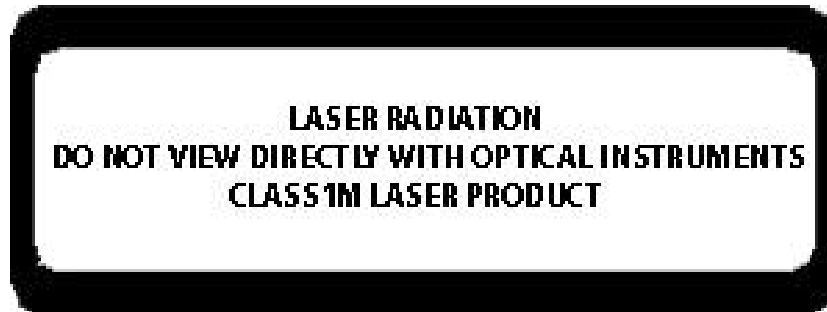 LASER RADIATION
DO NOT VIEW DIRECTLY WITH OPTICAL INSTRUMENTS
CLASS 1M LASER PRODUCT